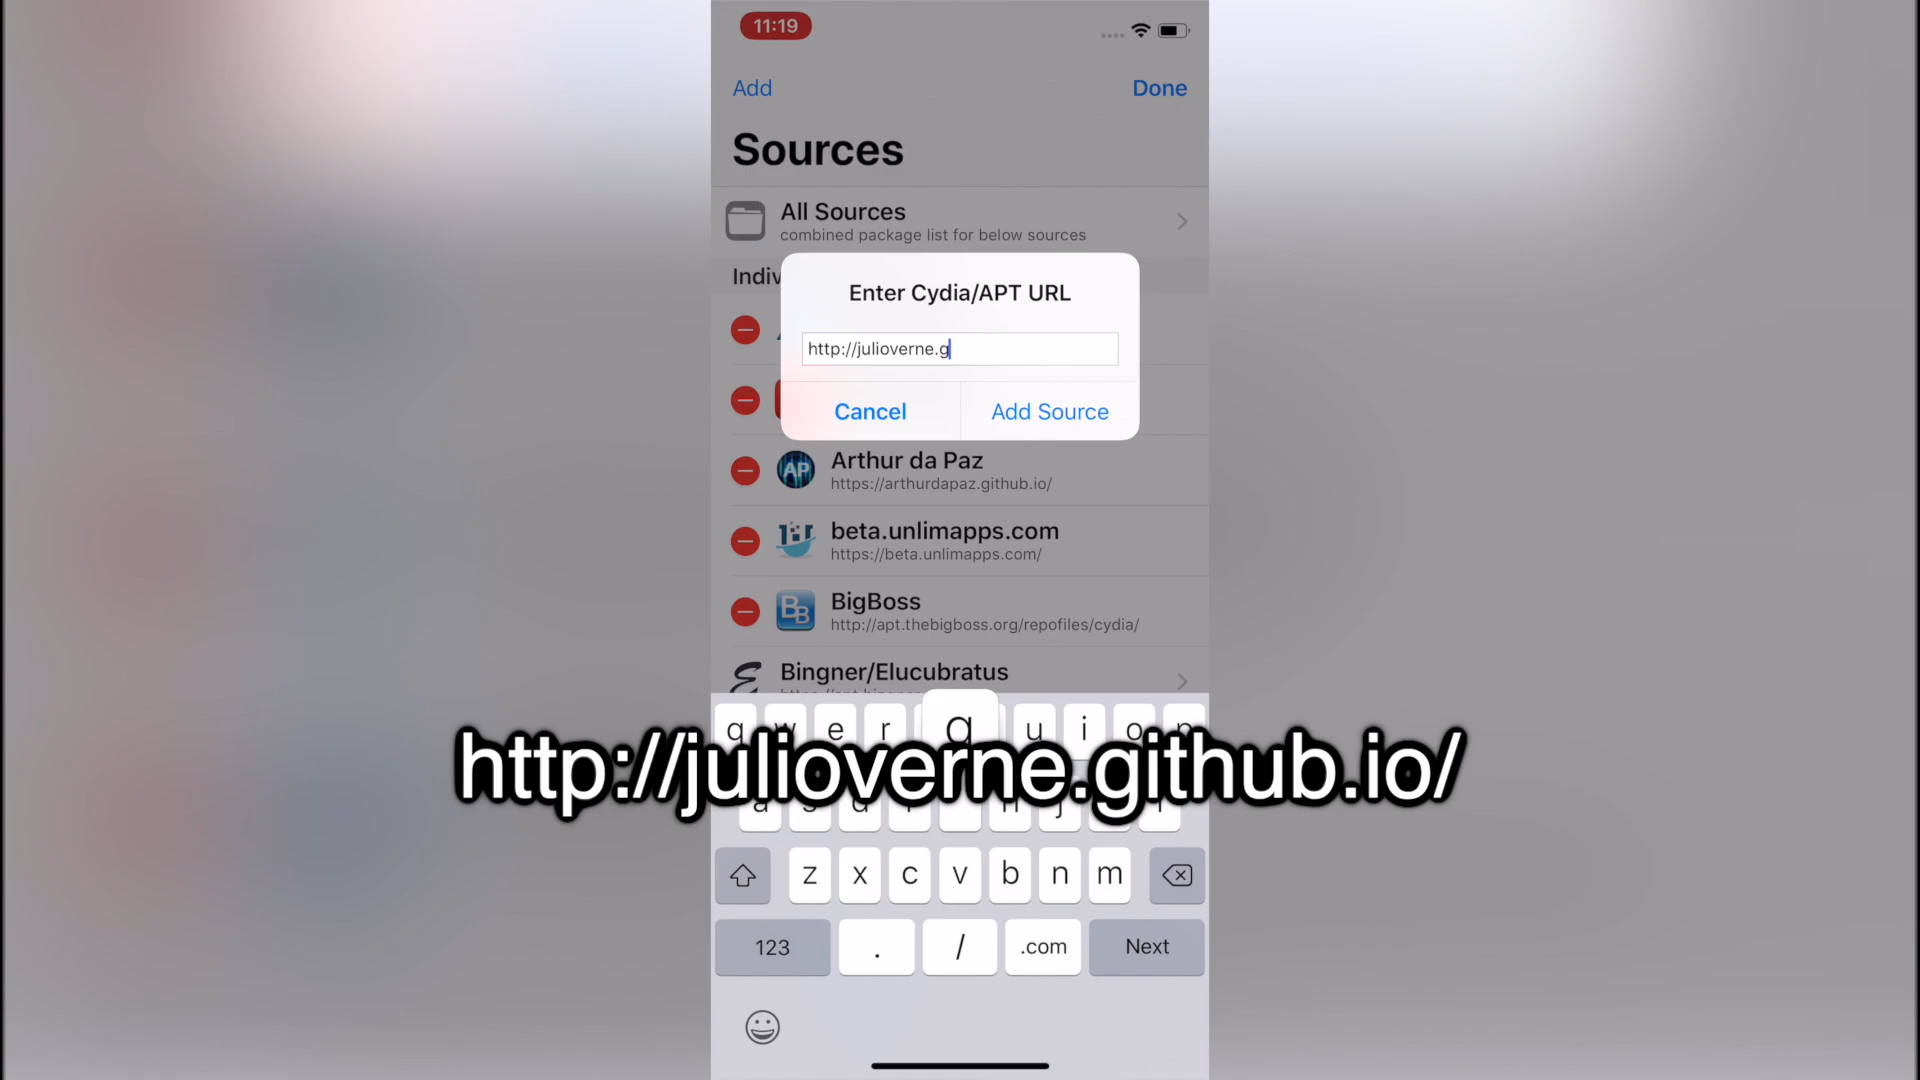 11:19
Add
Done
Sources
All Sources
combined package list for below sources
Indiv
Enter Cydia/APT URL
http://julioverne.g
Cancel
Add Source
AP
Arthur da Paz
https://arthurdapaz.github.io/
beta.unlimapps.com
https://beta.unlimapps.com/
BB
BigBoss
http://apt.thebigboss.org/repofiles/cydia/
Bingner/Elucubratus
q w e r g u i o p
http://julioverne.github.io/
z x c v b n m
123 . / .com Next